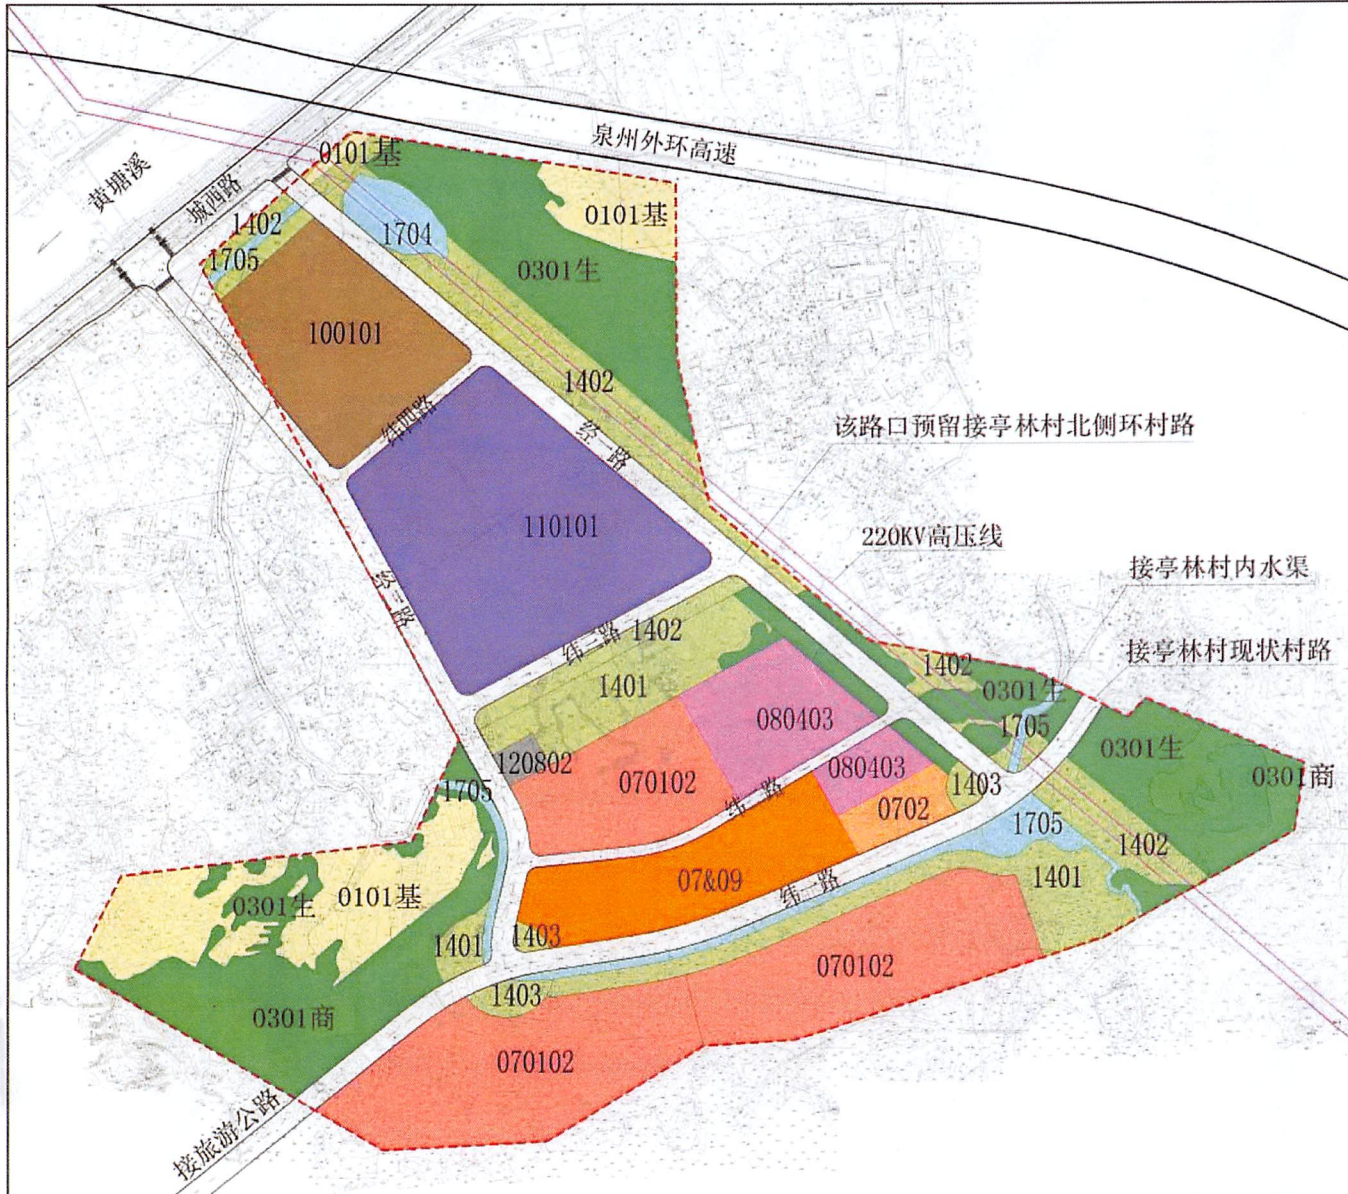 泉州外环高速
0101基
黄塘溪
城西路
1402
0101基
1704
1705
0301生
100101
1402
纬四路
经一路
该路口预留接亭林村北侧环村路
110101
220KV高压线
接亭林村内水渠
经二路
纬三路
1402
接亭林村现状村路
1402
1401
0301生
080403
1705
0301生
120802
070102
080403
1403
0301商
1705
纬二路
0702
1705
1402
07&09
1401
0301生
0101基
纬一路
1401
1403
070102
1403
0301商
070102
接旅游公路